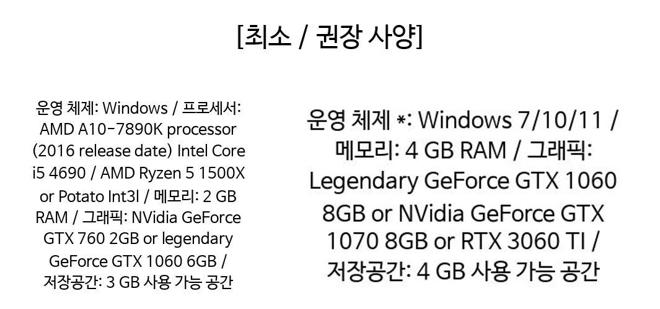 [최소 / 권장 사양]
운영 체제: Windows / 프로세서:
AMD A10-7890K processor
(2016 release date) Intel Core
i5 4690 / AMD Ryzen 5 1500X
or Potato Int3l / 메모리: 2 GB
RAM / 그래픽: NVidia GeForce
GTX 760 2GB or legendary
GeForce GTX 1060 6GB /
저장공간: 3 GB 사용 가능 공간
운영 체제 *: Windows 7/10/11 /
메모리: 4 GB RAM / 그래픽:
Legendary GeForce GTX 1060
8GB or NVidia GeForce GTX
1070 8GB or RTX 3060 TI /
저장공간: 4 GB 사용 가능 공간